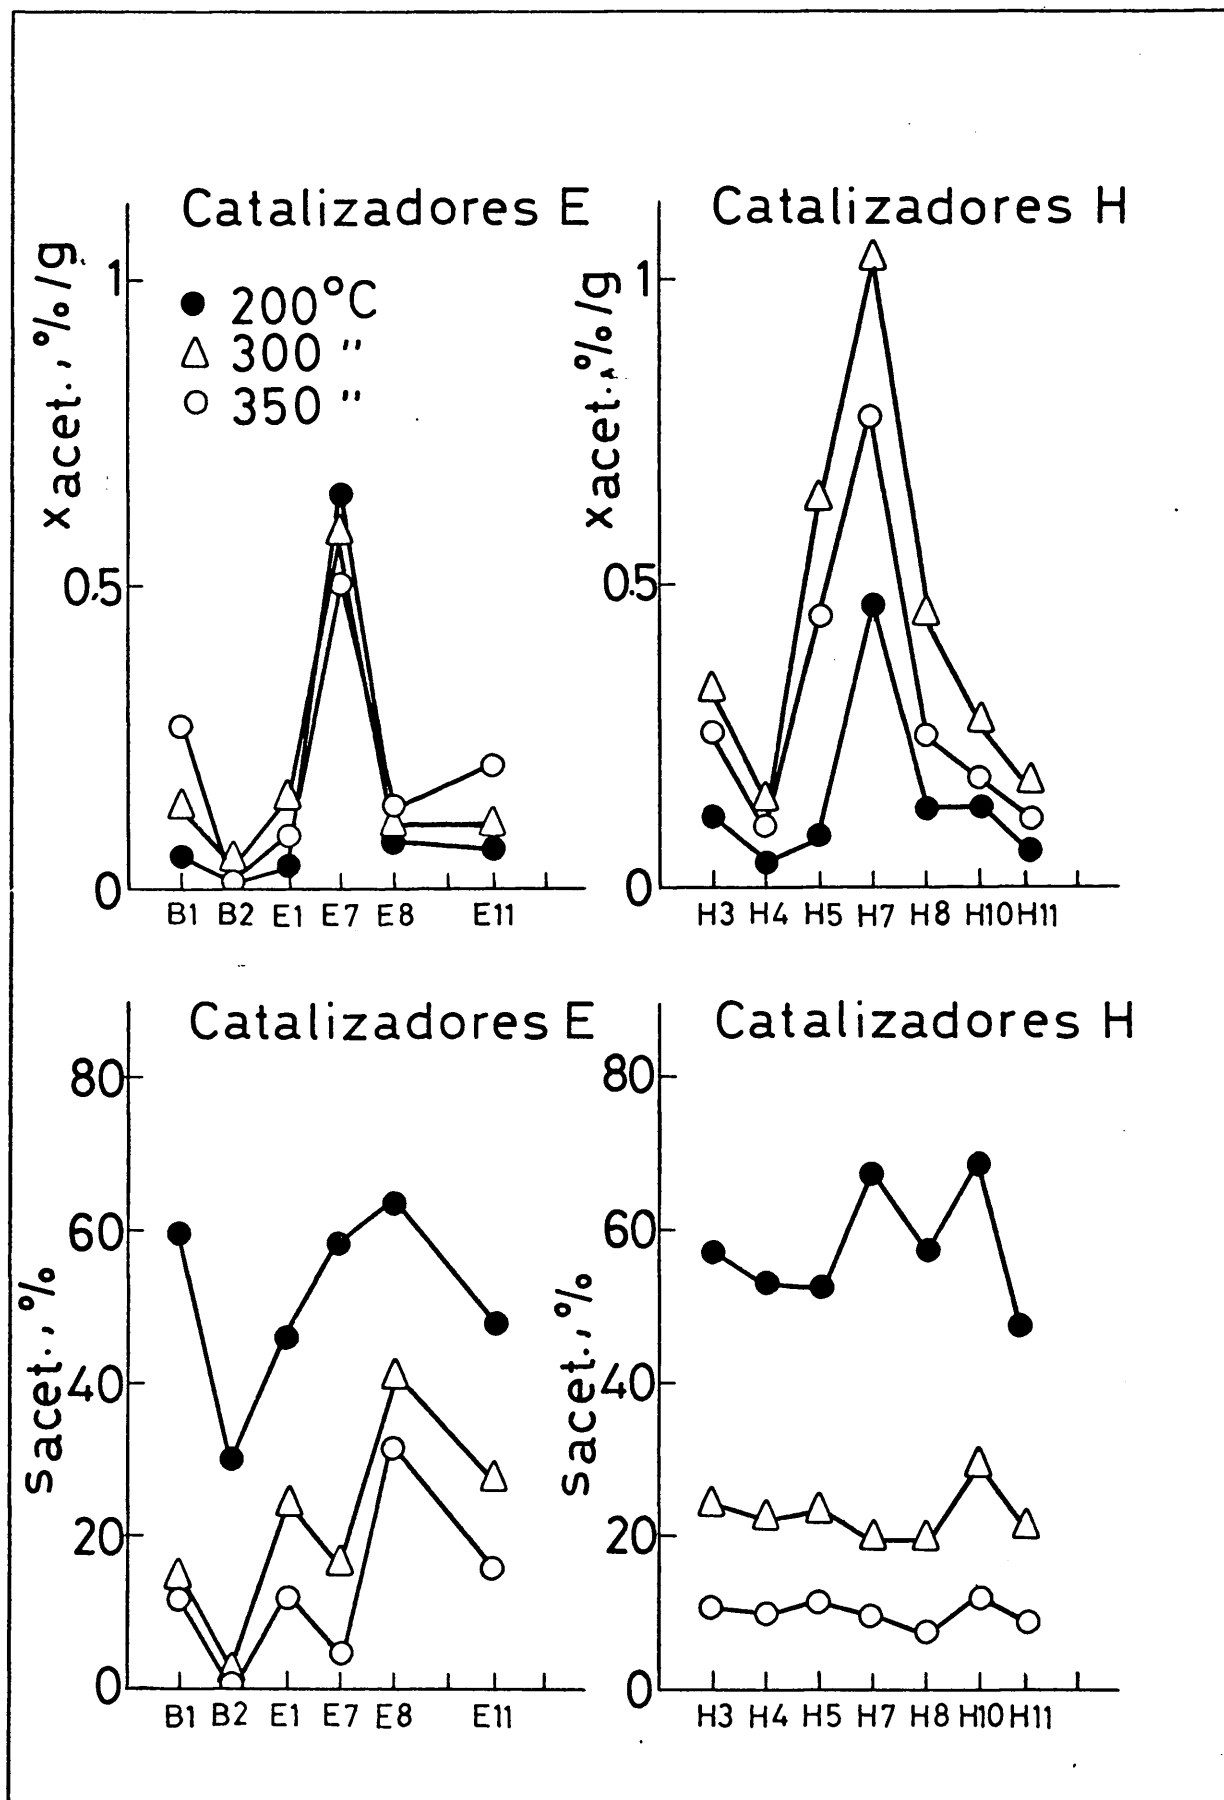 Catalizadores E
xacet., %/g
1
0.5
0
● 200°C
△ 300 "
○ 350 "
B1 B2 E1 E7 E8 E11
Catalizadores H
xacet., %/g
1
0.5
0
H3 H4 H5 H7 H8 H10 H11
Catalizadores E
sacet., %
80
60
40
20
0
B1 B2 E1 E7 E8 E11
Catalizadores H
sacet., %
80
60
40
20
0
H3 H4 H5 H7 H8 H10 H11